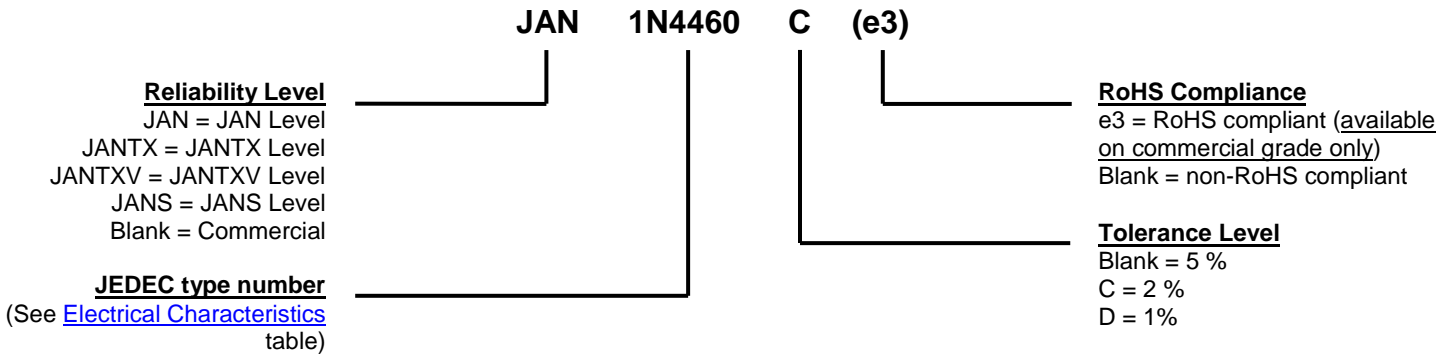 JAN 1N4460 C (e3)
Reliability Level
JAN = JAN Level
JANTX = JANTX Level
JANTXV = JANTXV Level
JANS = JANS Level
Blank = Commercial
JEDEC type number
(See Electrical Characteristics
table)
RoHS Compliance
e3 = RoHS compliant (available
on commercial grade only)
Blank = non-RoHS compliant
Tolerance Level
Blank = 5 %
C = 2 %
D = 1%